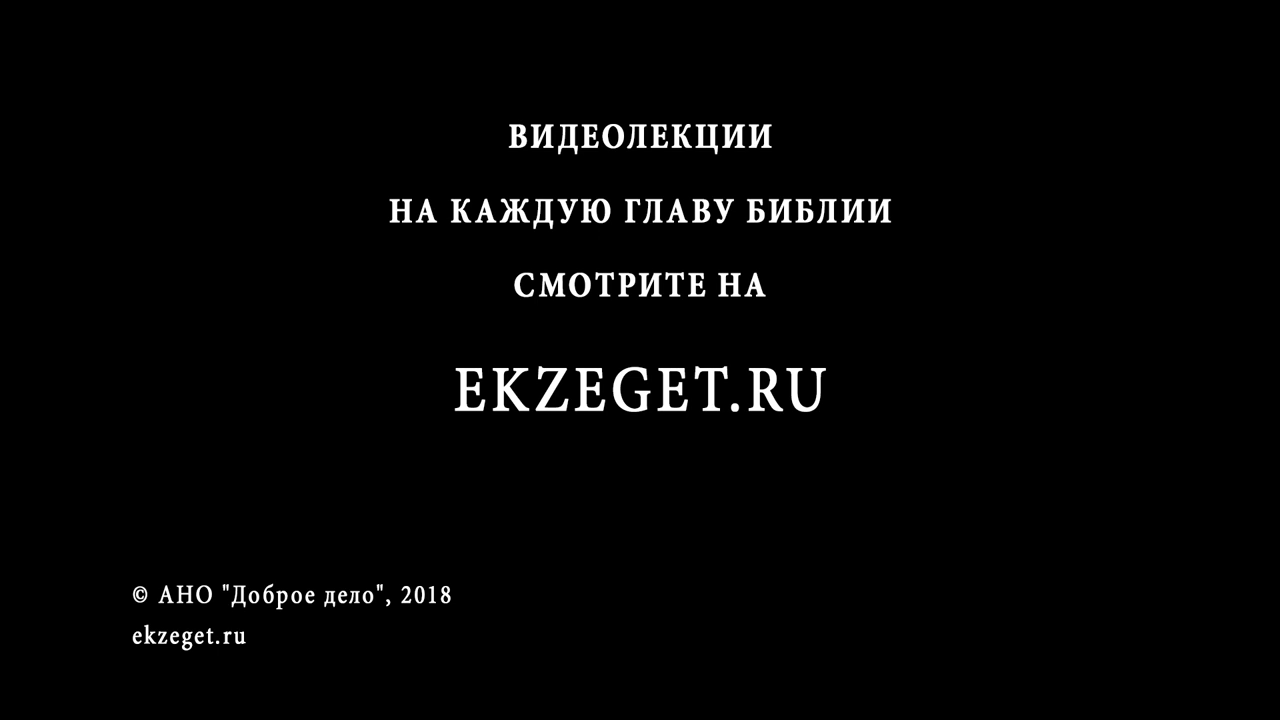 ВИДЕОЛЕКЦИИ
НА КАЖДУЮ ГЛАВУ БИБЛИИ
СМОТРИТЕ НА
EKZEGET.RU
© АНО "Доброе дело", 2018
ekzeget.ru